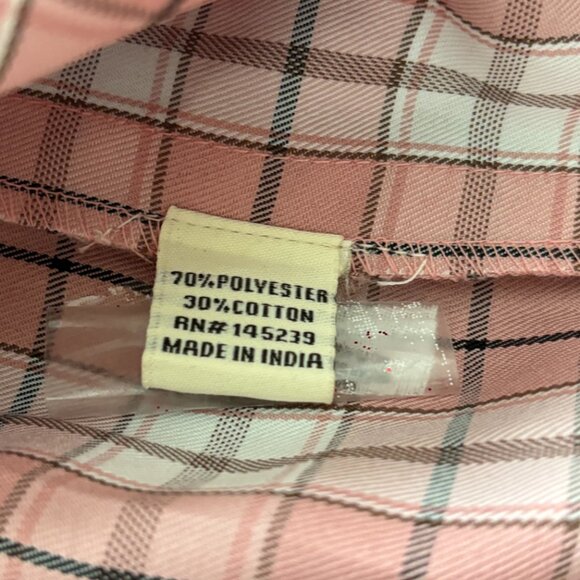 70%POLYESTER
30%COTTON
RN#145239
MADE IN INDIA